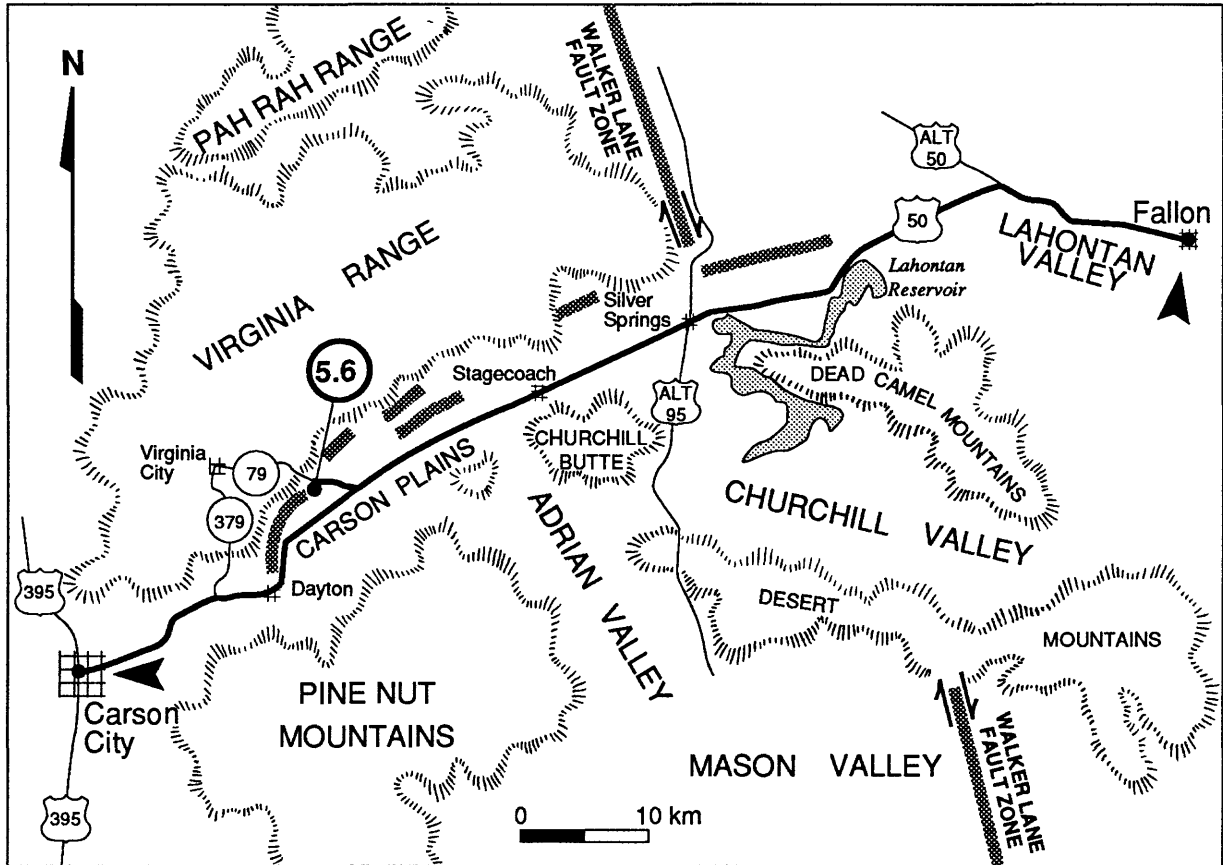 N
PAH RAH RANGE
WALKER LANE
FAULT ZONE
ALT
50
50
Fallon
LAHONTAN
VALLEY
Lahontan
Reservoir
VIRGINIA RANGE
Silver
Springs
5.6
Stagecoach
DEAD CAMEL MOUNTAINS
ALT
95
CHURCHILL
BUTTE
Virginia
City
79
379
CARSON PLAINS
CHURCHILL VALLEY
ADRIAN VALLEY
395
Dayton
DESERT
MOUNTAINS
Carson
City
PINE NUT
MOUNTAINS
MASON VALLEY
WALKER LANE
FAULT ZONE
395
0 10 km